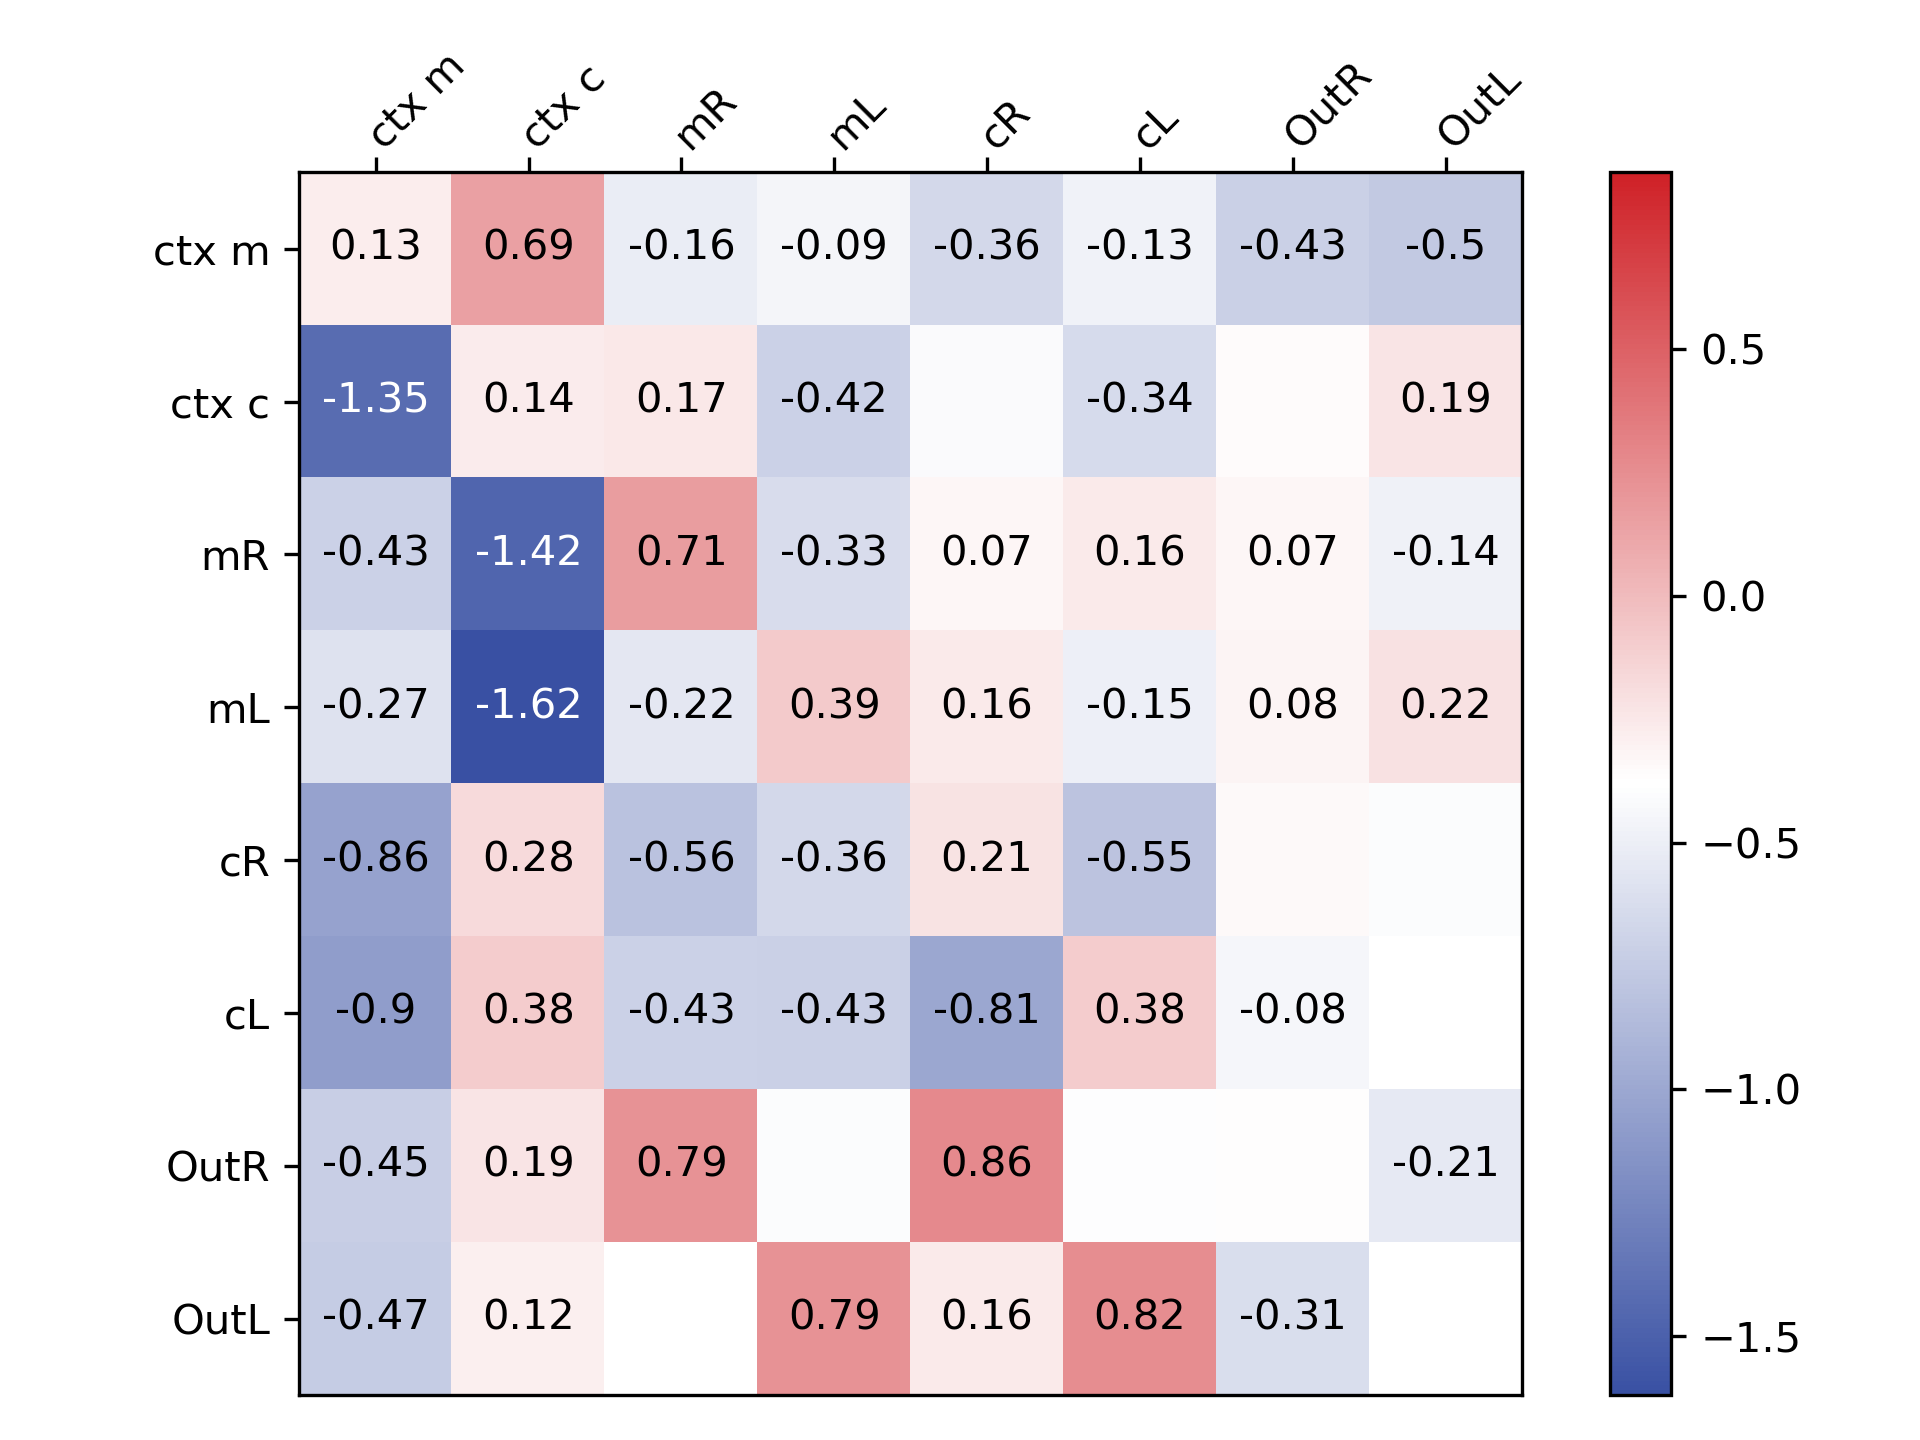 ctx m ctx c mR mL cR cL OutR OutL
ctx m 0.13 0.69 -0.16 -0.09 -0.36 -0.13 -0.43 -0.5
0.5
ctx c -1.35 0.14 0.17 -0.42 -0.34 0.19
mR -0.43 -1.42 0.71 -0.33 0.07 0.16 0.07 -0.14
0.0
mL -0.27 -1.62 -0.22 0.39 0.16 -0.15 0.08 0.22
−0.5
cR -0.86 0.28 -0.56 -0.36 0.21 -0.55
cL -0.9 0.38 -0.43 -0.43 -0.81 0.38 -0.08
−1.0
OutR -0.45 0.19 0.79 0.86 -0.21
OutL -0.47 0.12 0.79 0.16 0.82 -0.31
−1.5